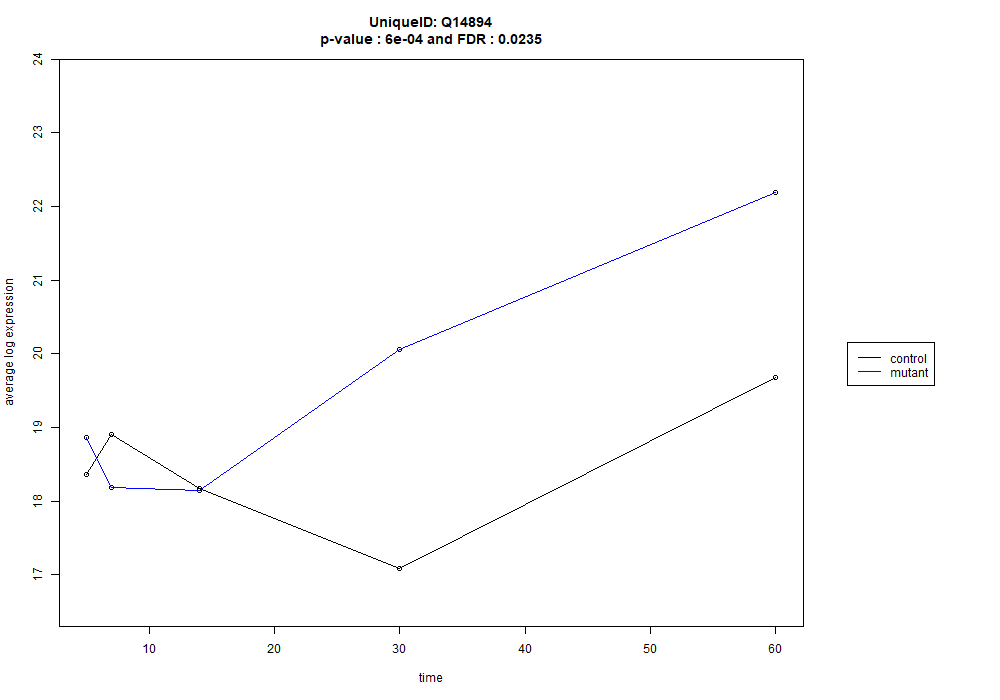 UniqueID: Q14894
p-value : 6e-04 and FDR : 0.0235
24
23
22
21
20
19
18
17
average log expression
10
20
30
40
50
60
time
control
mutant